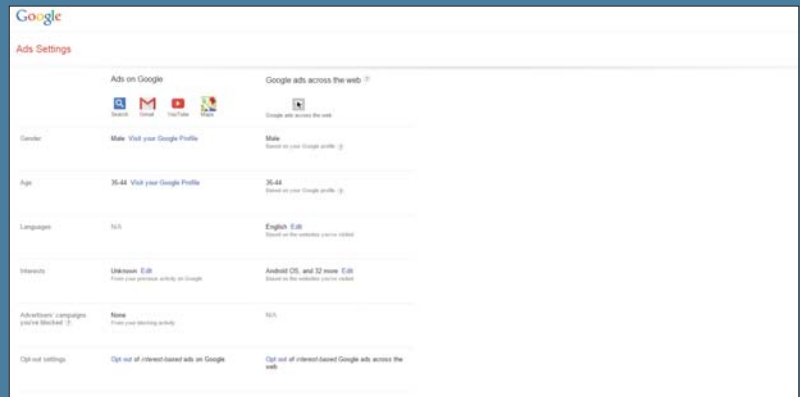 Google
Ads Settings
Ads on Google
Google ads across the web ?
Search Gmail YouTube Maps
Google ads across the web
Gender
Male Visit your Google Profile
Male
Based on your Google profile ?
Age
35-44 Visit your Google Profile
35-44
Based on your Google profile ?
Languages
N/A
English Edit
Based on the websites you've visited
Interests
Unknown Edit
From your previous activity on Google
Android OS, and 32 more Edit
Based on the websites you've visited
Advertisers' campaigns
you've blocked ?
None
From your blocking activity
N/A
Opt-out settings
Opt out of interest-based ads on Google
Opt out of interest-based Google ads across the
web